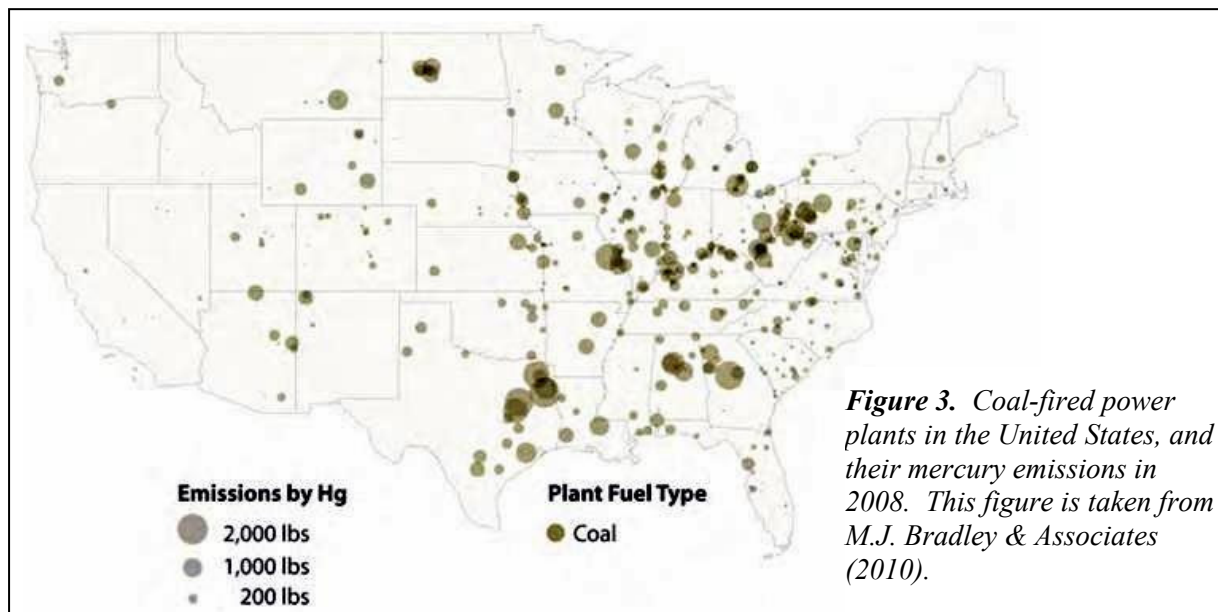 Figure 3. Coal-fired power
plants in the United States, and
their mercury emissions in
2008. This figure is taken from
M.J. Bradley & Associates
(2010).
Emissions by Hg
2,000 lbs
1,000 lbs
200 lbs
Plant Fuel Type
Coal